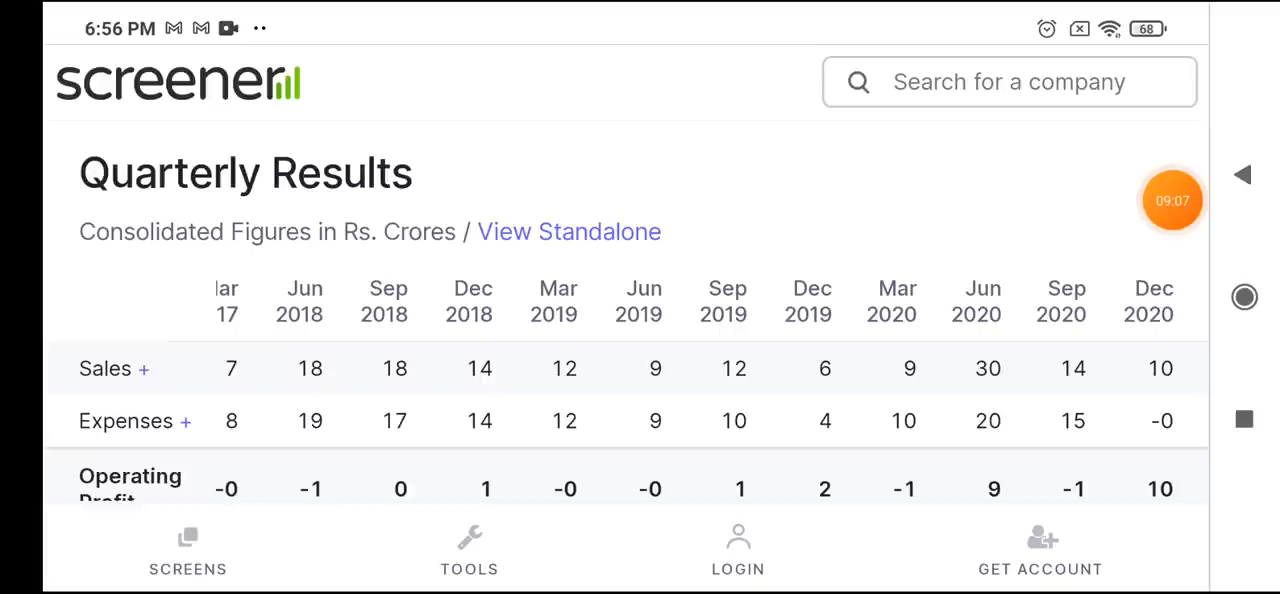 6:56 PM
68
screener
Search for a company
Quarterly Results
09:07
Consolidated Figures in Rs. Crores / View Standalone
Jun Sep Dec Mar Jun Sep Dec Mar Jun Sep Dec
17 2018 2018 2018 2019 2019 2019 2019 2020 2020 2020 2020
Sales + 7 18 18 14 12 9 12 6 9 30 14 10
Expenses + 8 19 17 14 12 9 10 4 10 20 15 -0
Operating
Profit -0 -1 0 1 -0 -0 1 2 -1 9 -1 10
SCREENS TOOLS LOGIN GET ACCOUNT